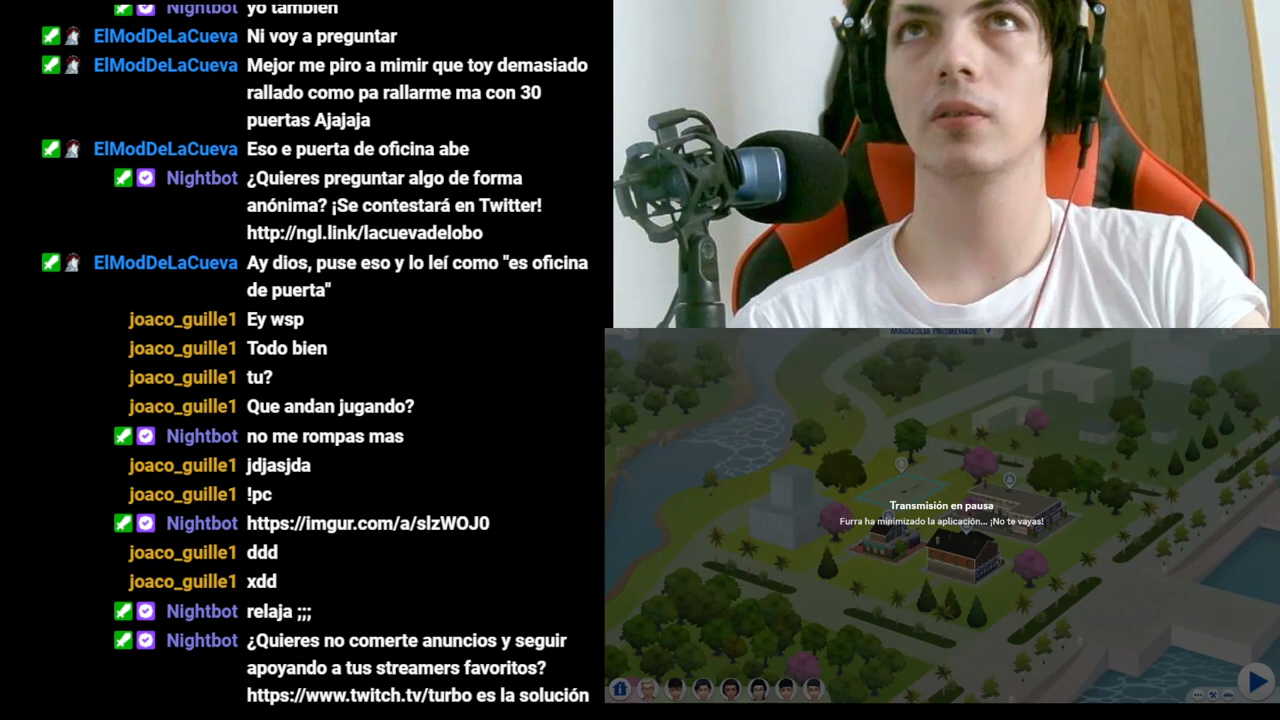 Nightbot yo también
ElModDeLaCueva Ni voy a preguntar
ElModDeLaCueva Mejor me piro a mimir que toy demasiado
rallado como pa rallarme ma con 30
puertas Ajajaja
ElModDeLaCueva Eso e puerta de oficina abe
Nightbot ¿Quieres preguntar algo de forma
anónima? ¡Se contestará en Twitter!
http://ngl.link/lacuevadelobo
ElModDeLaCueva Ay dios, puse eso y lo leí como "es oficina
de puerta"
joaco_guille1 Ey wsp
joaco_guille1 Todo bien
joaco_guille1 tu?
joaco_guille1 Que andan jugando?
Nightbot no me rompas mas
joaco_guille1 jdjasjda
joaco_guille1 !pc
Nightbot https://imgur.com/a/slzWOJ0
joaco_guille1 ddd
joaco_guille1 xdd
Nightbot relaja ;;;
Nightbot ¿Quieres no comerte anuncios y seguir
apoyando a tus streamers favoritos?
https://www.twitch.tv/turbo es la solución
MAGNOLIA PROMENADE
Transmisión en pausa
Furra ha minimizado la aplicación... ¡No te vayas!